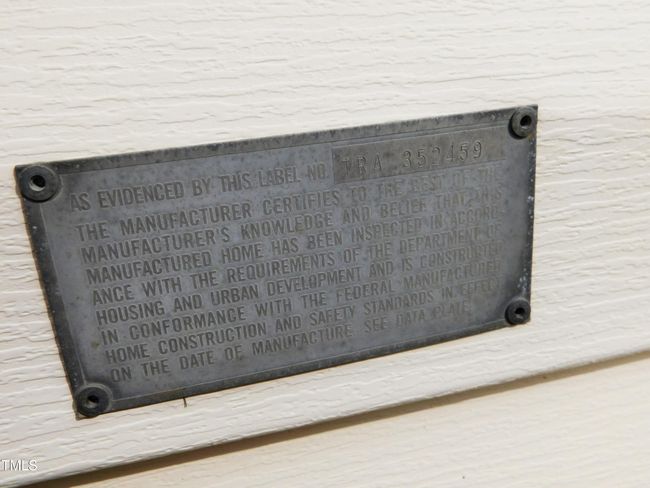 AS EVIDENCED BY THIS LABEL NO. TRA 352459
THE MANUFACTURER CERTIFIES TO THE BEST OF THE
MANUFACTURER'S KNOWLEDGE AND BELIEF THAT THIS
MANUFACTURED HOME HAS BEEN INSPECTED IN ACCORD-
ANCE WITH THE REQUIREMENTS OF THE DEPARTMENT OF
HOUSING AND URBAN DEVELOPMENT AND IS CONSTRUCTED
IN CONFORMANCE WITH THE FEDERAL MANUFACTURED
HOME CONSTRUCTION AND SAFETY STANDARDS IN EFFECT
ON THE DATE OF MANUFACTURE. SEE DATA PLATE.
TMLS